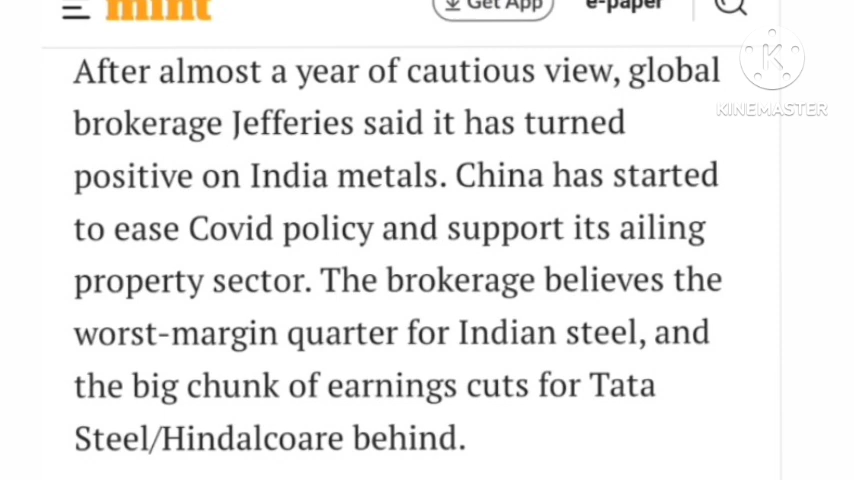 mint
Get App
e-paper
KINEMASTER
After almost a year of cautious view, global
brokerage Jefferies said it has turned
positive on India metals. China has started
to ease Covid policy and support its ailing
property sector. The brokerage believes the
worst-margin quarter for Indian steel, and
the big chunk of earnings cuts for Tata
Steel/Hindalcoare behind.